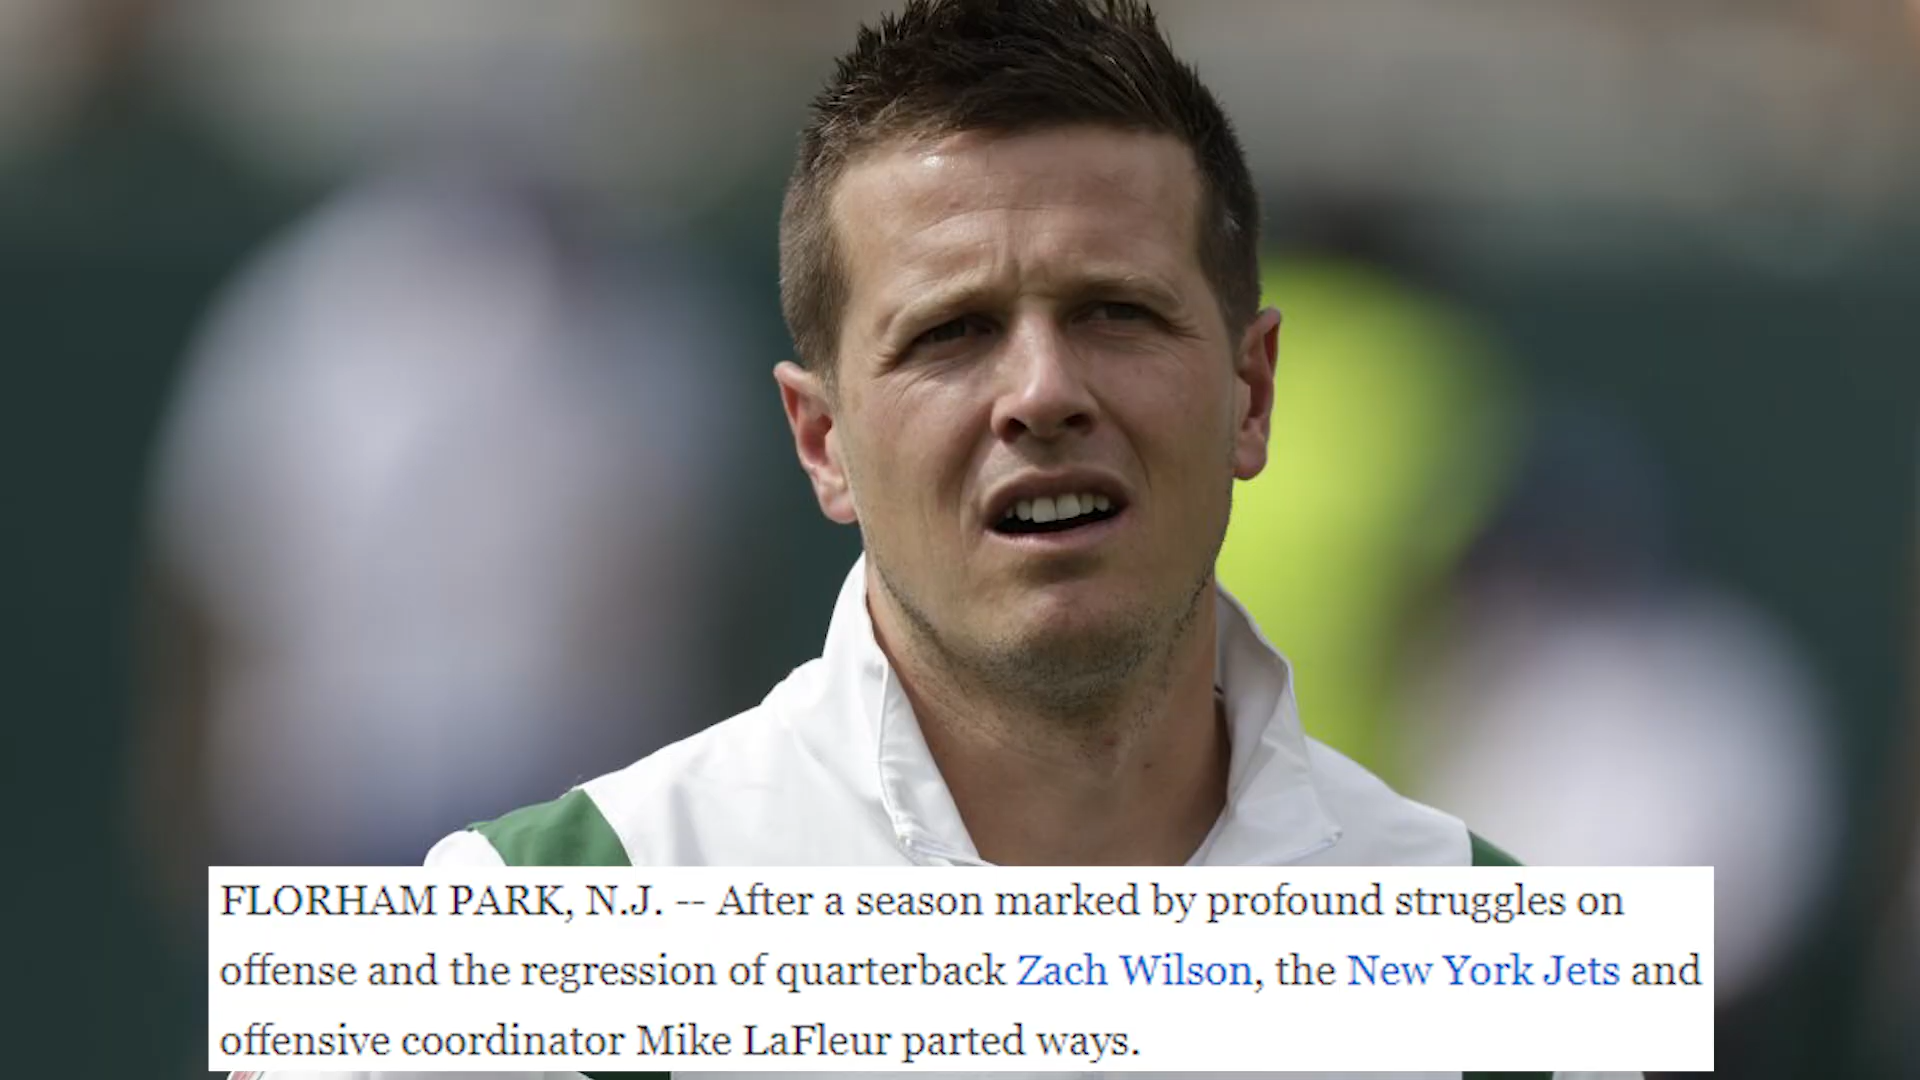 FLORHAM PARK, N.J. -- After a season marked by profound struggles on
offense and the regression of quarterback Zach Wilson, the New York Jets and
offensive coordinator Mike LaFleur parted ways.